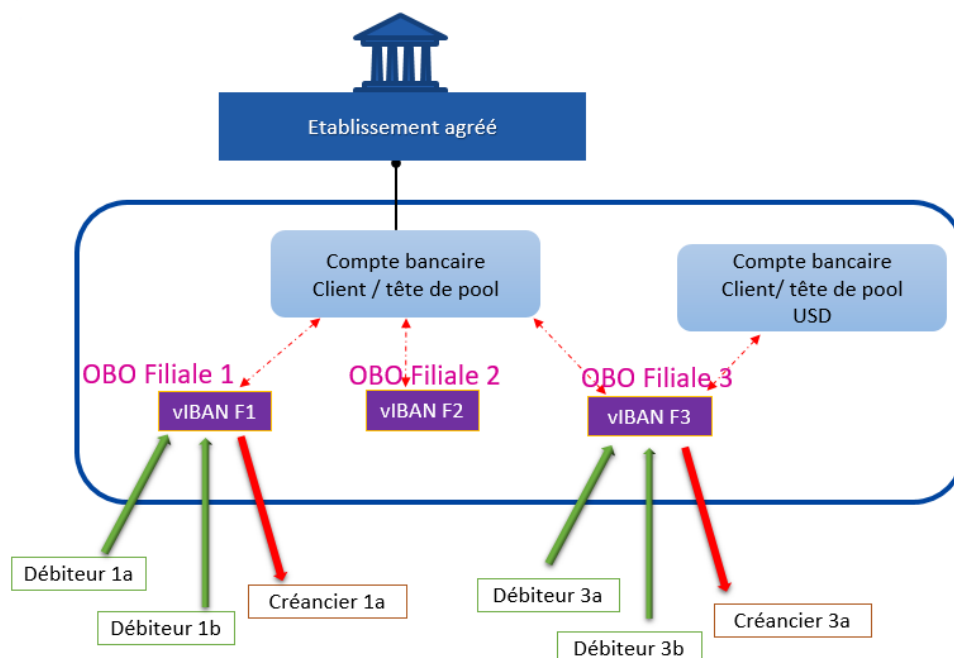 Etablissement agréé
Compte bancaire
Client / tête de pool
Compte bancaire
Client/ tête de pool
USD
OBO Filiale 1
OBO Filiale 2
OBO Filiale 3
vIBAN F1
vIBAN F2
vIBAN F3
Débiteur 1a
Débiteur 1b
Créancier 1a
Débiteur 3a
Débiteur 3b
Créancier 3a